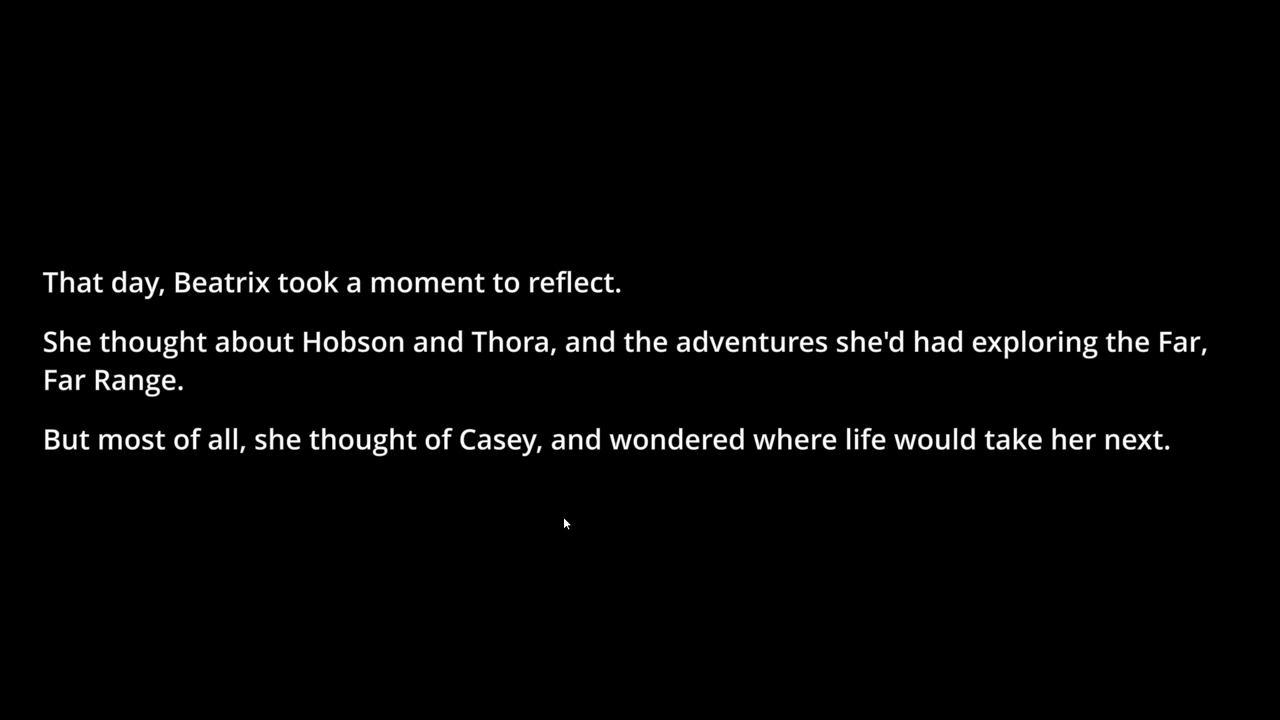 That day, Beatrix took a moment to reflect.
She thought about Hobson and Thora, and the adventures she'd had exploring the Far,
Far Range.
But most of all, she thought of Casey, and wondered where life would take her next.